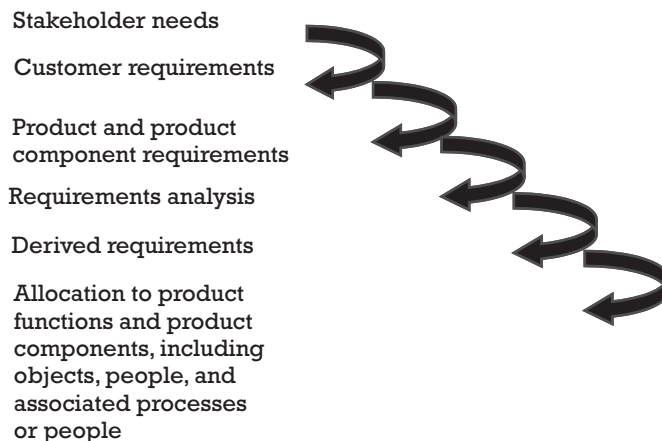 Stakeholder needs
Customer requirements
Product and product
component requirements
Requirements analysis
Derived requirements
Allocation to product
functions and product
components, including
objects, people, and
associated processes
or people